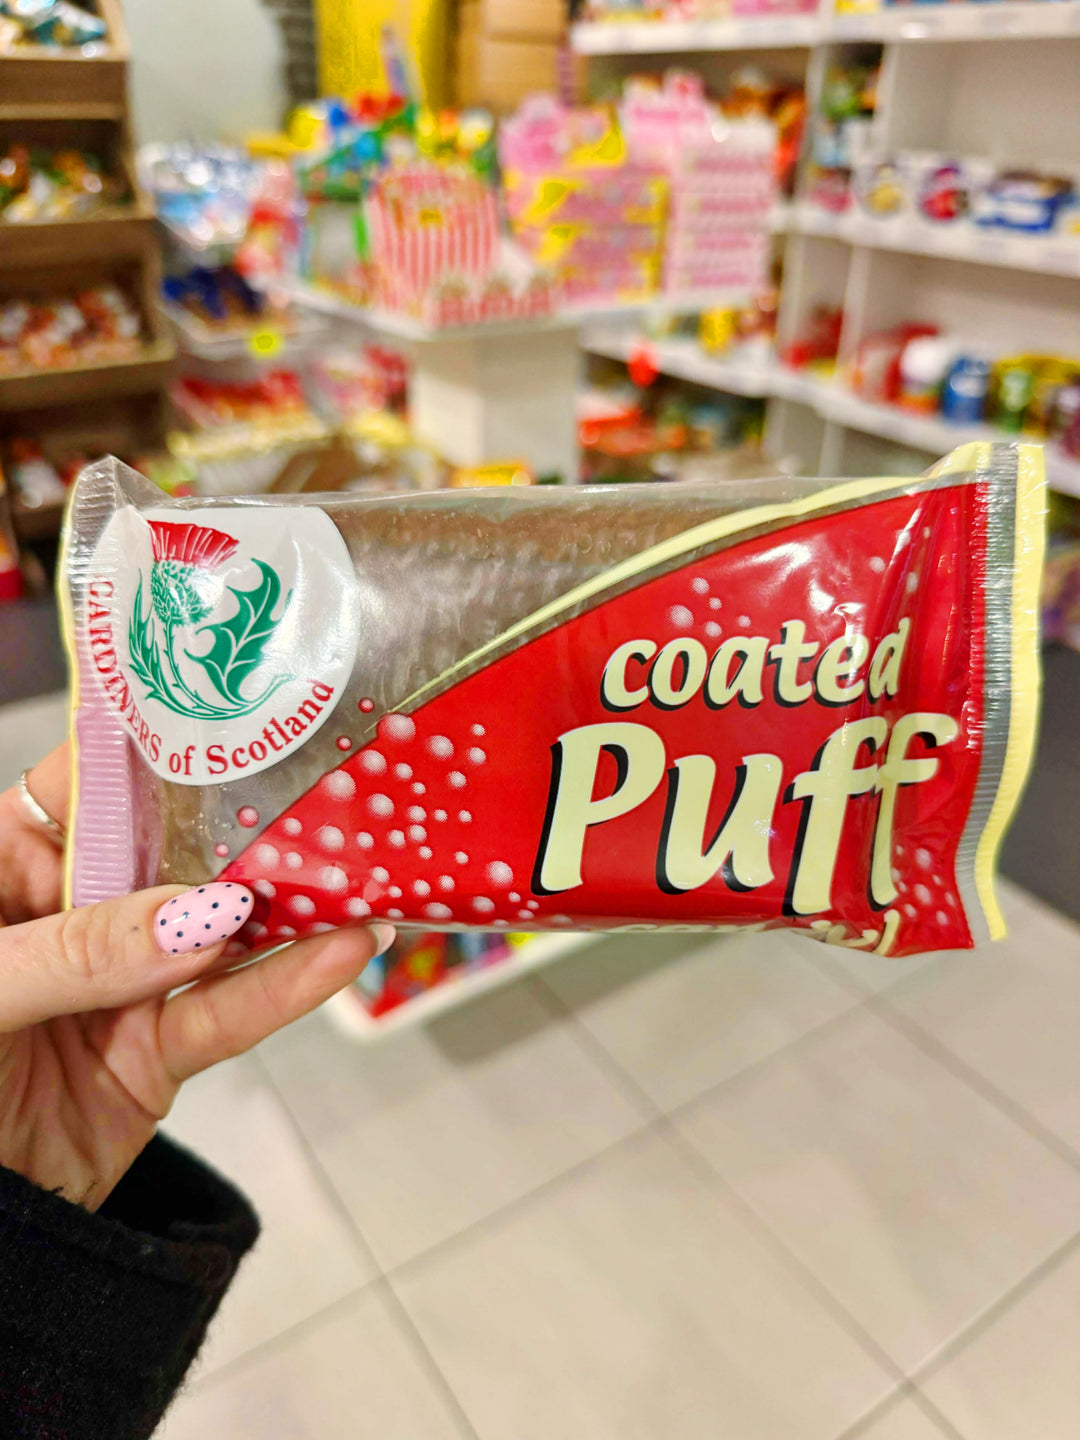 GARDINERS of Scotland
coated
Puff